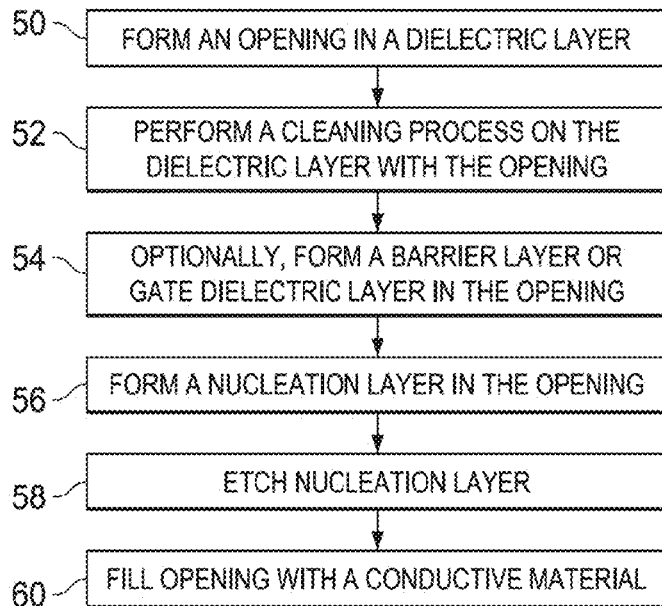 50
FORM AN OPENING IN A DIELECTRIC LAYER
52
PERFORM A CLEANING PROCESS ON THE
DIELECTRIC LAYER WITH THE OPENING
54
OPTIONALLY, FORM A BARRIER LAYER OR
GATE DIELECTRIC LAYER IN THE OPENING
56
FORM A NUCLEATION LAYER IN THE OPENING
58
ETCH NUCLEATION LAYER
60
FILL OPENING WITH A CONDUCTIVE MATERIAL